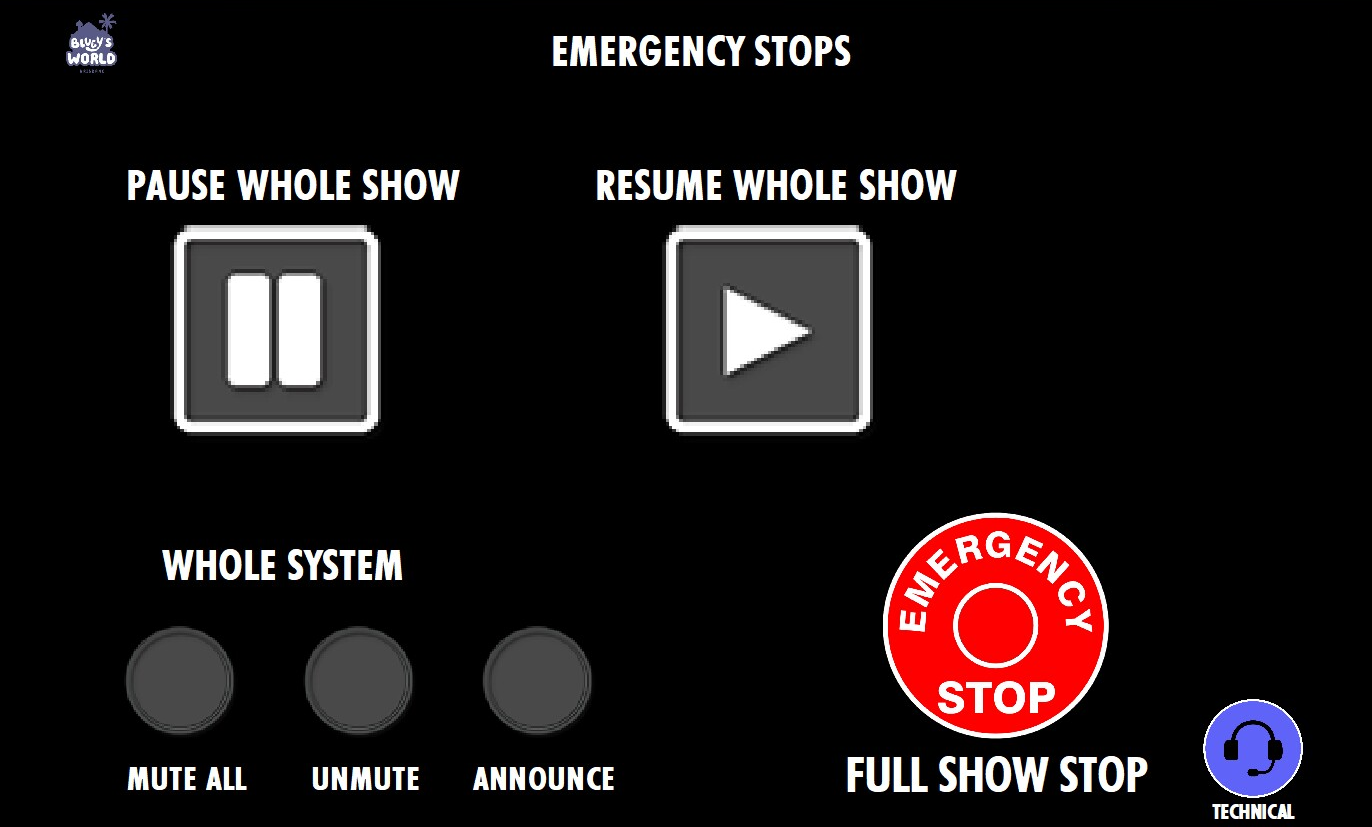 BLUEY'S
WORLD
BRISBANE
EMERGENCY STOPS
PAUSE WHOLE SHOW
RESUME WHOLE SHOW
WHOLE SYSTEM
MUTE ALL
UNMUTE
ANNOUNCE
EMERGENCY
STOP
FULL SHOW STOP
TECHNICAL